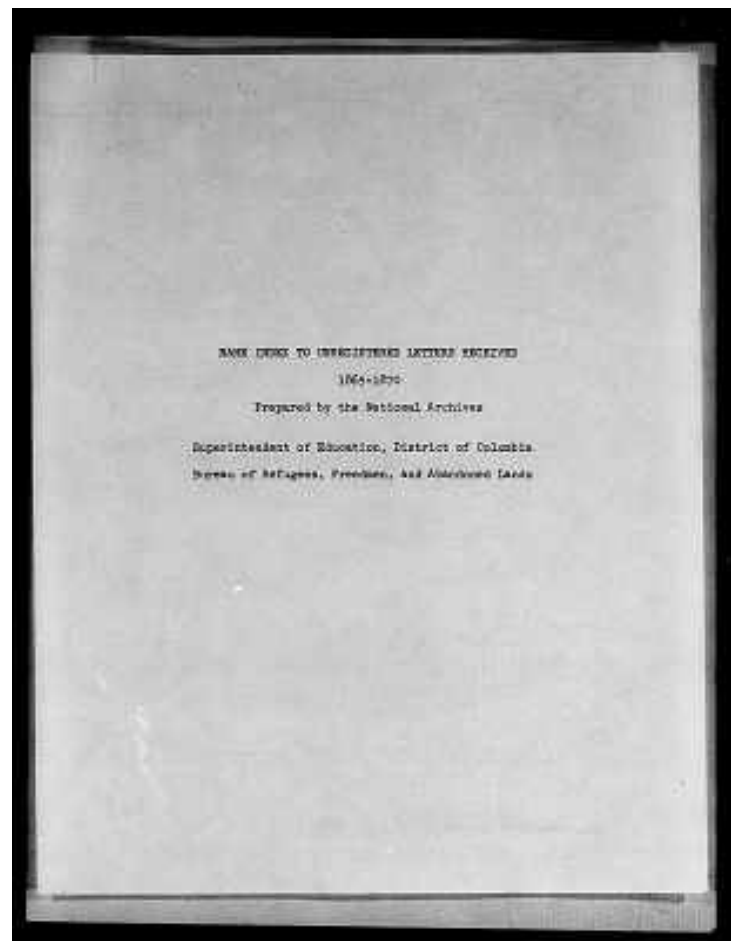 NAME INDEX TO UNREGISTERED LETTERS RECEIVED
1865-1870
Prepared by the National Archives
Superintendent of Education, District of Columbia
Bureau of Refugees, Freedmen, and Abandoned Lands